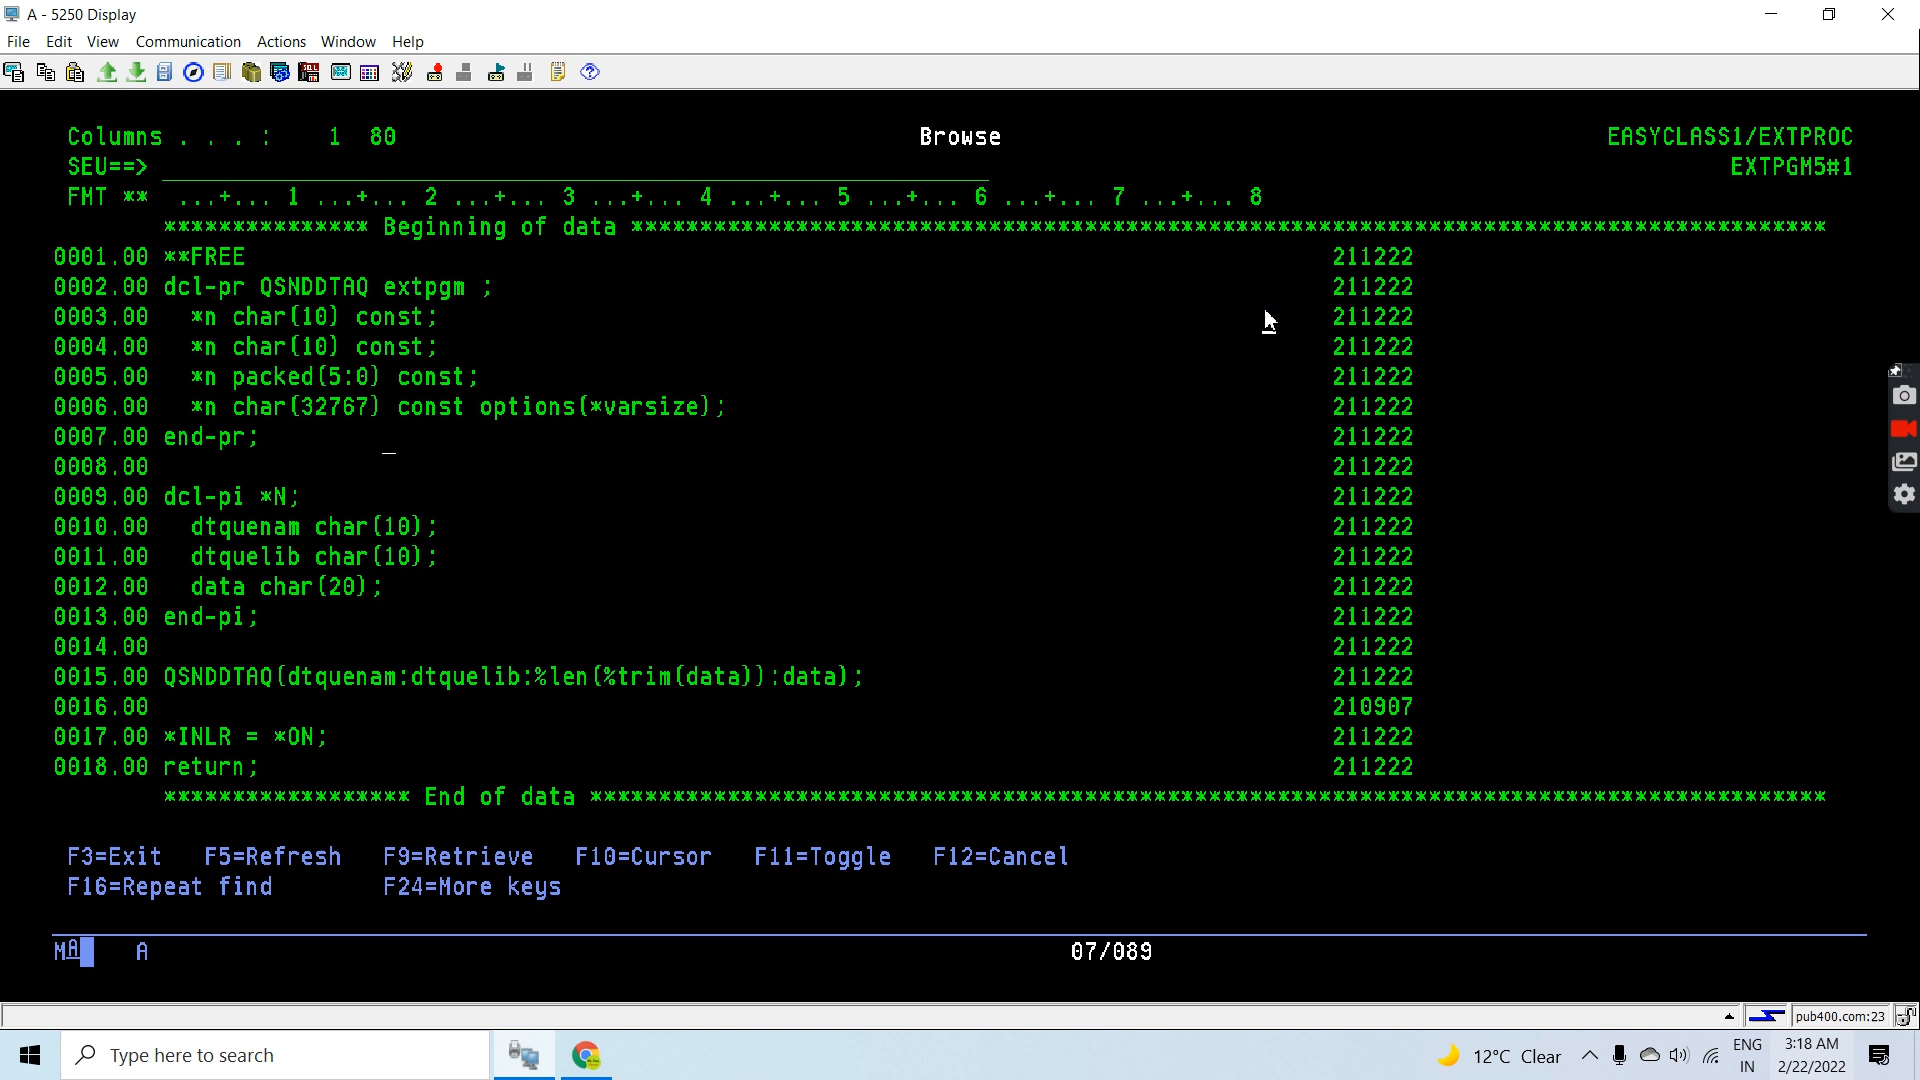 A - 5250 Display
File Edit View Communication Actions Window Help
Columns . . . : 1 80 Browse EASYCLASS1/EXTPROC
SEU==> EXTPGM5#1
FMT ** ...+... 1 ...+... 2 ...+... 3 ...+... 4 ...+... 5 ...+... 6 ...+... 7 ...+... 8
*************** Beginning of data ***************************************************************************************
0001.00 **FREE 211222
0002.00 dcl-pr QSNDDTAQ extpgm ; 211222
0003.00 *n char(10) const; 211222
0004.00 *n char(10) const; 211222
0005.00 *n packed(5:0) const; 211222
0006.00 *n char(32767) const options(*varsize); 211222
0007.00 end-pr; 211222
0008.00 211222
0009.00 dcl-pi *N; 211222
0010.00 dtquenam char(10); 211222
0011.00 dtquelib char(10); 211222
0012.00 data char(20); 211222
0013.00 end-pi; 211222
0014.00 211222
0015.00 QSNDDTAQ(dtquenam:dtquelib:%len(%trim(data)):data); 211222
0016.00 210907
0017.00 *INLR = *ON; 211222
0018.00 return; 211222
****************** End of data ******************************************************************************************
F3=Exit F5=Refresh F9=Retrieve F10=Cursor F11=Toggle F12=Cancel
F16=Repeat find F24=More keys
MA A 07/089
pub400.com:23
Type here to search 12°C Clear ENG IN 3:18 AM 2/22/2022